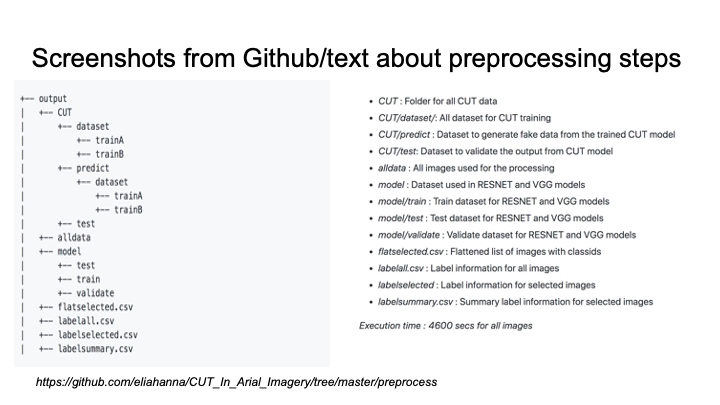 Screenshots from Github/text about preprocessing steps
+-- output
|   +-- CUT
|       +-- dataset
|           +-- trainA
|           +-- trainB
|       +-- predict
|           +-- dataset
|               +-- trainA
|               +-- trainB
|       +-- test
|   +-- alldata
|   +-- model
|       +-- test
|       +-- train
|       +-- validate
|   +-- flatselected.csv
|   +-- labelall.csv
|   +-- labelselected.csv
|   +-- labelsummary.csv
• CUT : Folder for all CUT data
• CUT/dataset/: All dataset for CUT training
• CUT/predict : Dataset to generate fake data from the trained CUT model
• CUT/test: Dataset to validate the output from CUT model
• alldata : All images used for the processing
• model : Dataset used in RESNET and VGG models
• model/train : Train dataset for RESNET and VGG models
• model/test : Test dataset for RESNET and VGG models
• model/validate : Validate dataset for RESNET and VGG models
• flatselected.csv : Flattened list of images with classids
• labelall.csv : Label information for all images
• labelselected : Label information for selected images
• labelsummary.csv : Summary label information for selected images
Execution time : 4600 secs for all images
https://github.com/eliahanna/CUT_In_Arial_Imagery/tree/master/preprocess